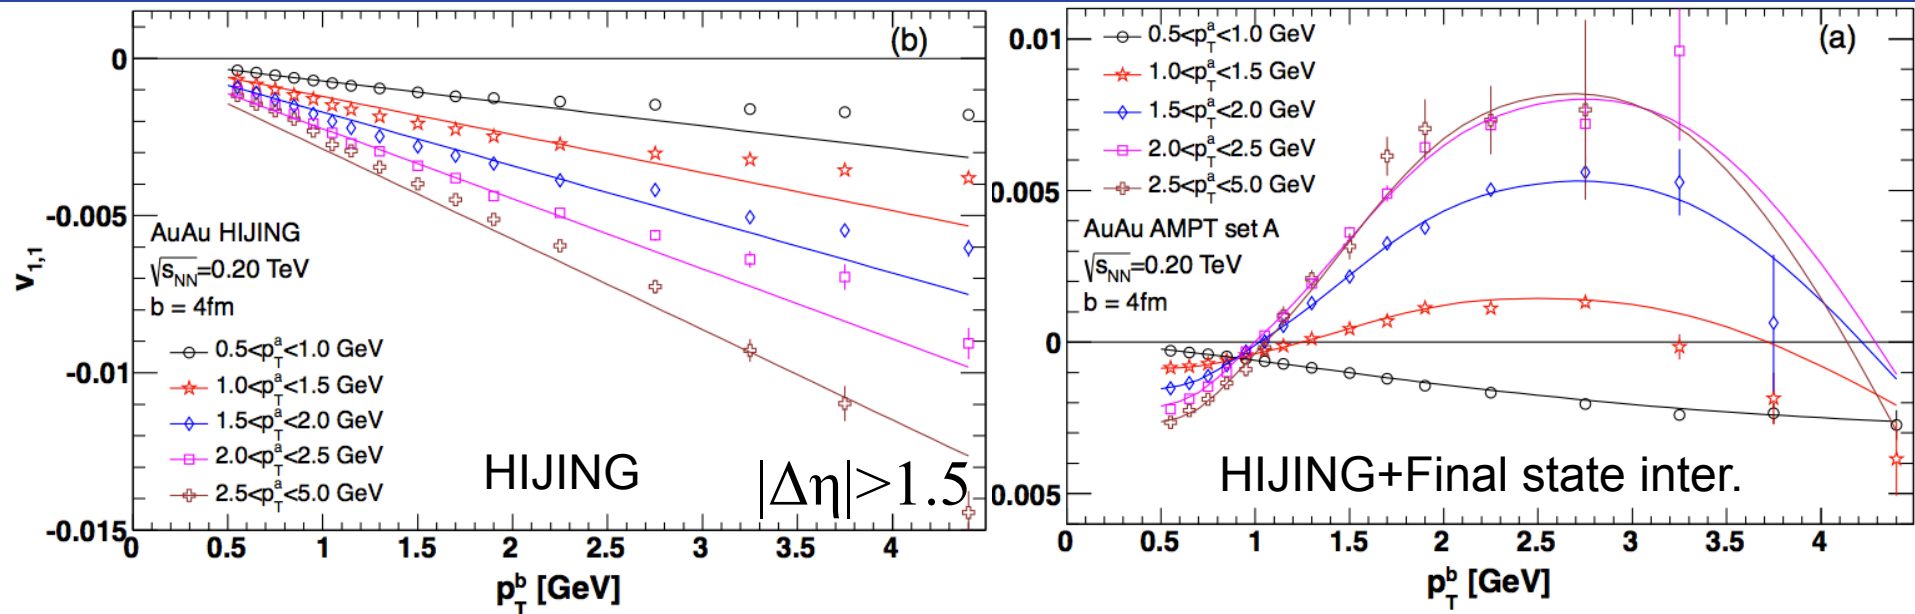 (b)
0
-0.005
-0.01
-0.015
v1,1
AuAu HIJING
√sNN=0.20 TeV
b = 4fm
0.5<pTa<1.0 GeV
1.0<pTa<1.5 GeV
1.5<pTa<2.0 GeV
2.0<pTa<2.5 GeV
2.5<pTa<5.0 GeV
HIJING
|Δη|>1.5
0 0.5 1 1.5 2 2.5 3 3.5 4
pTb [GeV]
(a)
0.01
0.005
0
0.005
0.5<pTa<1.0 GeV
1.0<pTa<1.5 GeV
1.5<pTa<2.0 GeV
2.0<pTa<2.5 GeV
2.5<pTa<5.0 GeV
AuAu AMPT set A
√sNN=0.20 TeV
b = 4fm
HIJING+Final state inter.
0 0.5 1 1.5 2 2.5 3 3.5 4
pTb [GeV]